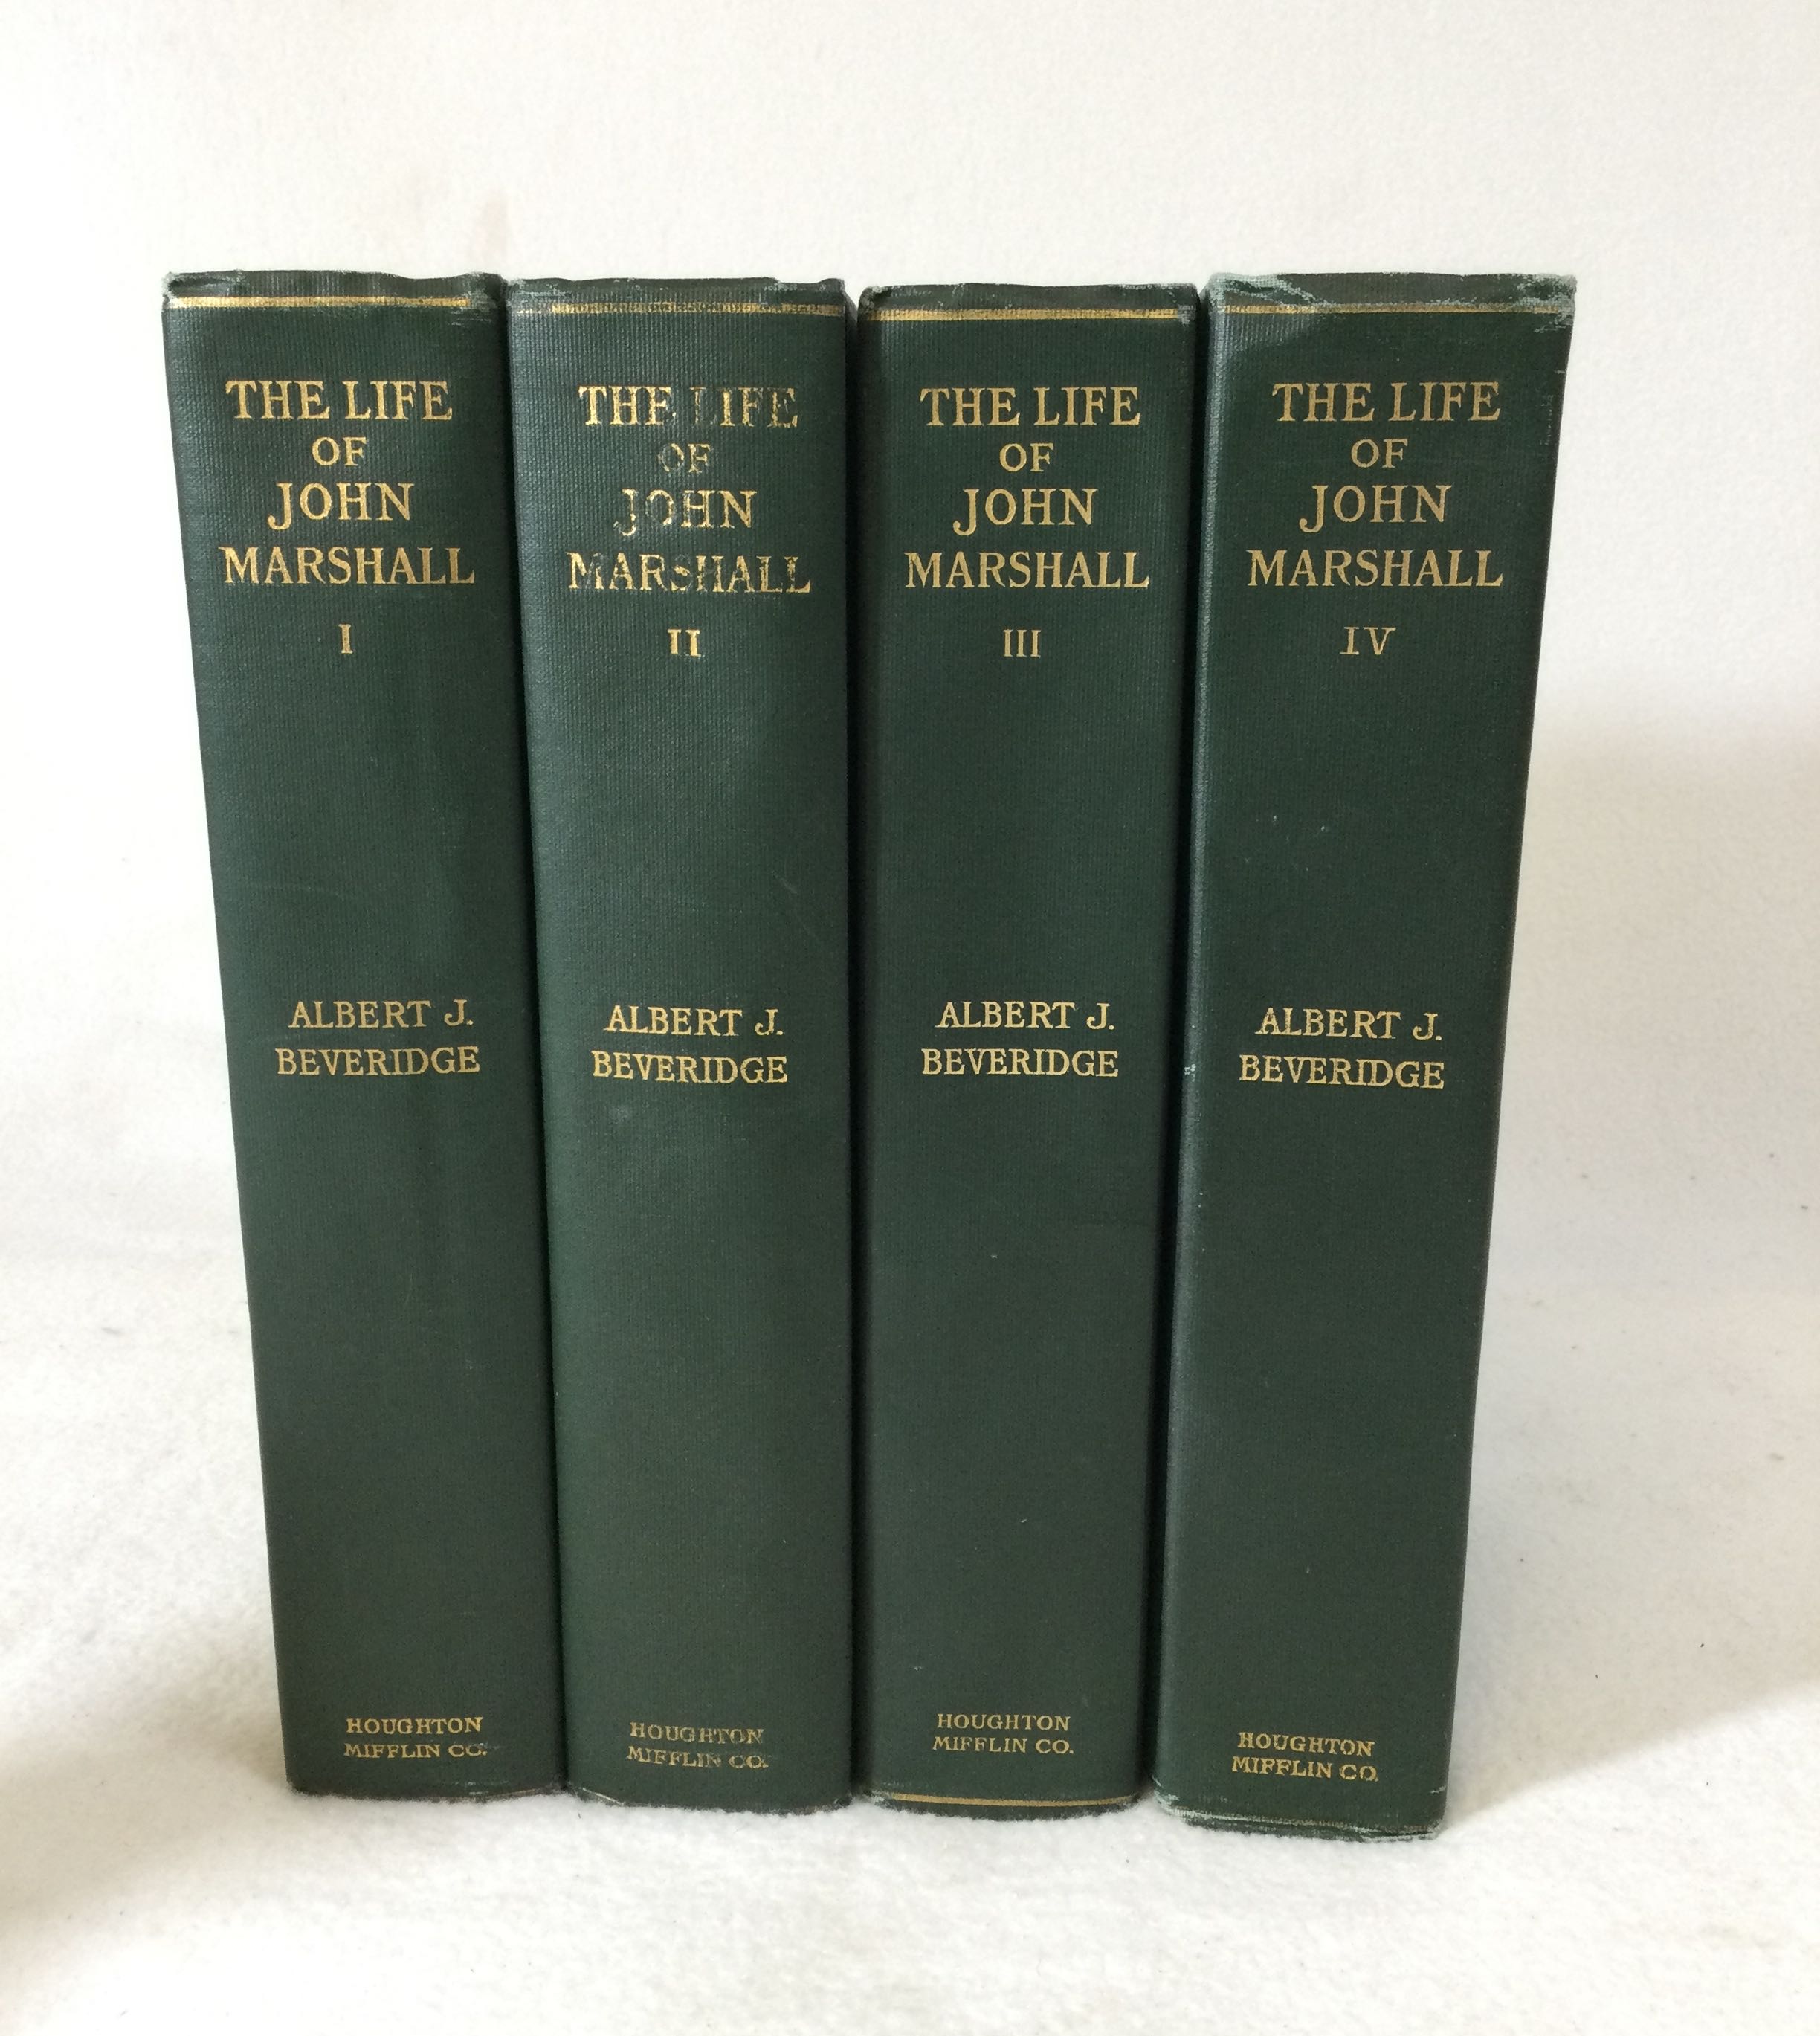 THE LIFE
OF
JOHN
MARSHALL
I
ALBERT J.
BEVERIDGE
HOUGHTON
MIFFLIN CO.
THE LIFE
OF
JOHN
MARSHALL
II
ALBERT J.
BEVERIDGE
HOUGHTON
MIFFLIN CO.
THE LIFE
OF
JOHN
MARSHALL
III
ALBERT J.
BEVERIDGE
HOUGHTON
MIFFLIN CO.
THE LIFE
OF
JOHN
MARSHALL
IV
ALBERT J.
BEVERIDGE
HOUGHTON
MIFFLIN CO.